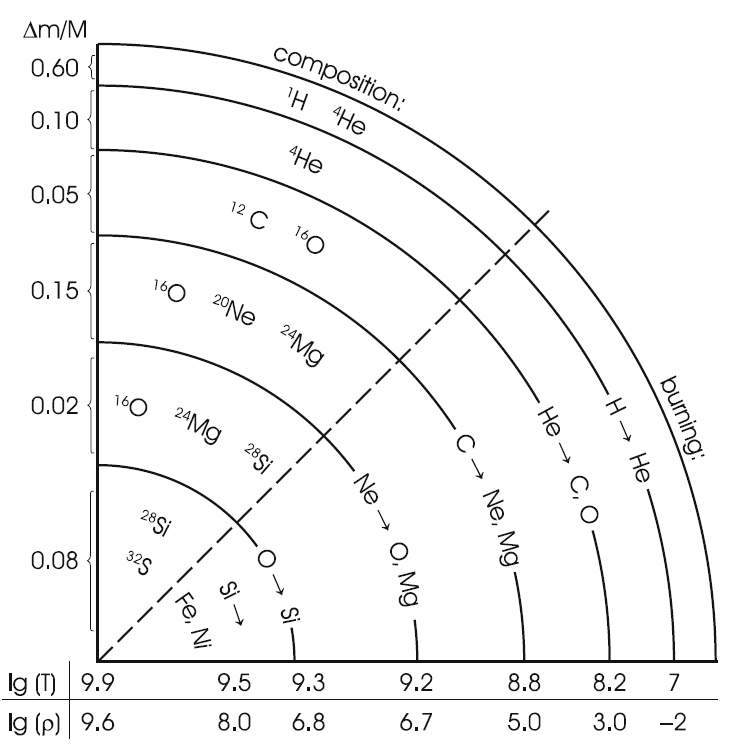 Δm/M
0.60
0.10
0.05
0.15
0.02
0.08
composition:
¹H ⁴He
⁴He
¹²C ¹⁶O
¹⁶O ²⁰Ne ²⁴Mg
¹⁶O ²⁴Mg ²⁸Si
²⁸Si
³²S
burning:
H → He
He → C, O
C → Ne, Mg
Ne → O, Mg
O → Si
Si →
Fe, Ni
lg (T) 9.9 9.5 9.3 9.2 8.8 8.2 7
lg (ρ) 9.6 8.0 6.8 6.7 5.0 3.0 −2